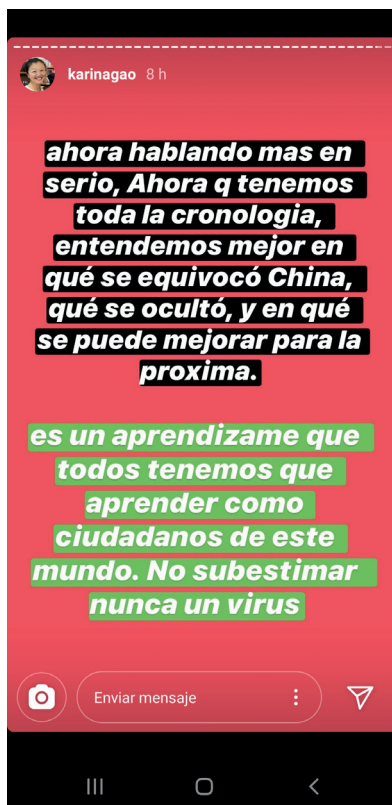 karinagao 8 h
ahora hablando mas en
serio, Ahora q tenemos
toda la cronologia,
entendemos mejor en
qué se equivocó China,
qué se ocultó, y en qué
se puede mejorar para la
proxima.
es un aprendizame que
todos tenemos que
aprender como
ciudadanos de este
mundo. No subestimar
nunca un virus
Enviar mensaje